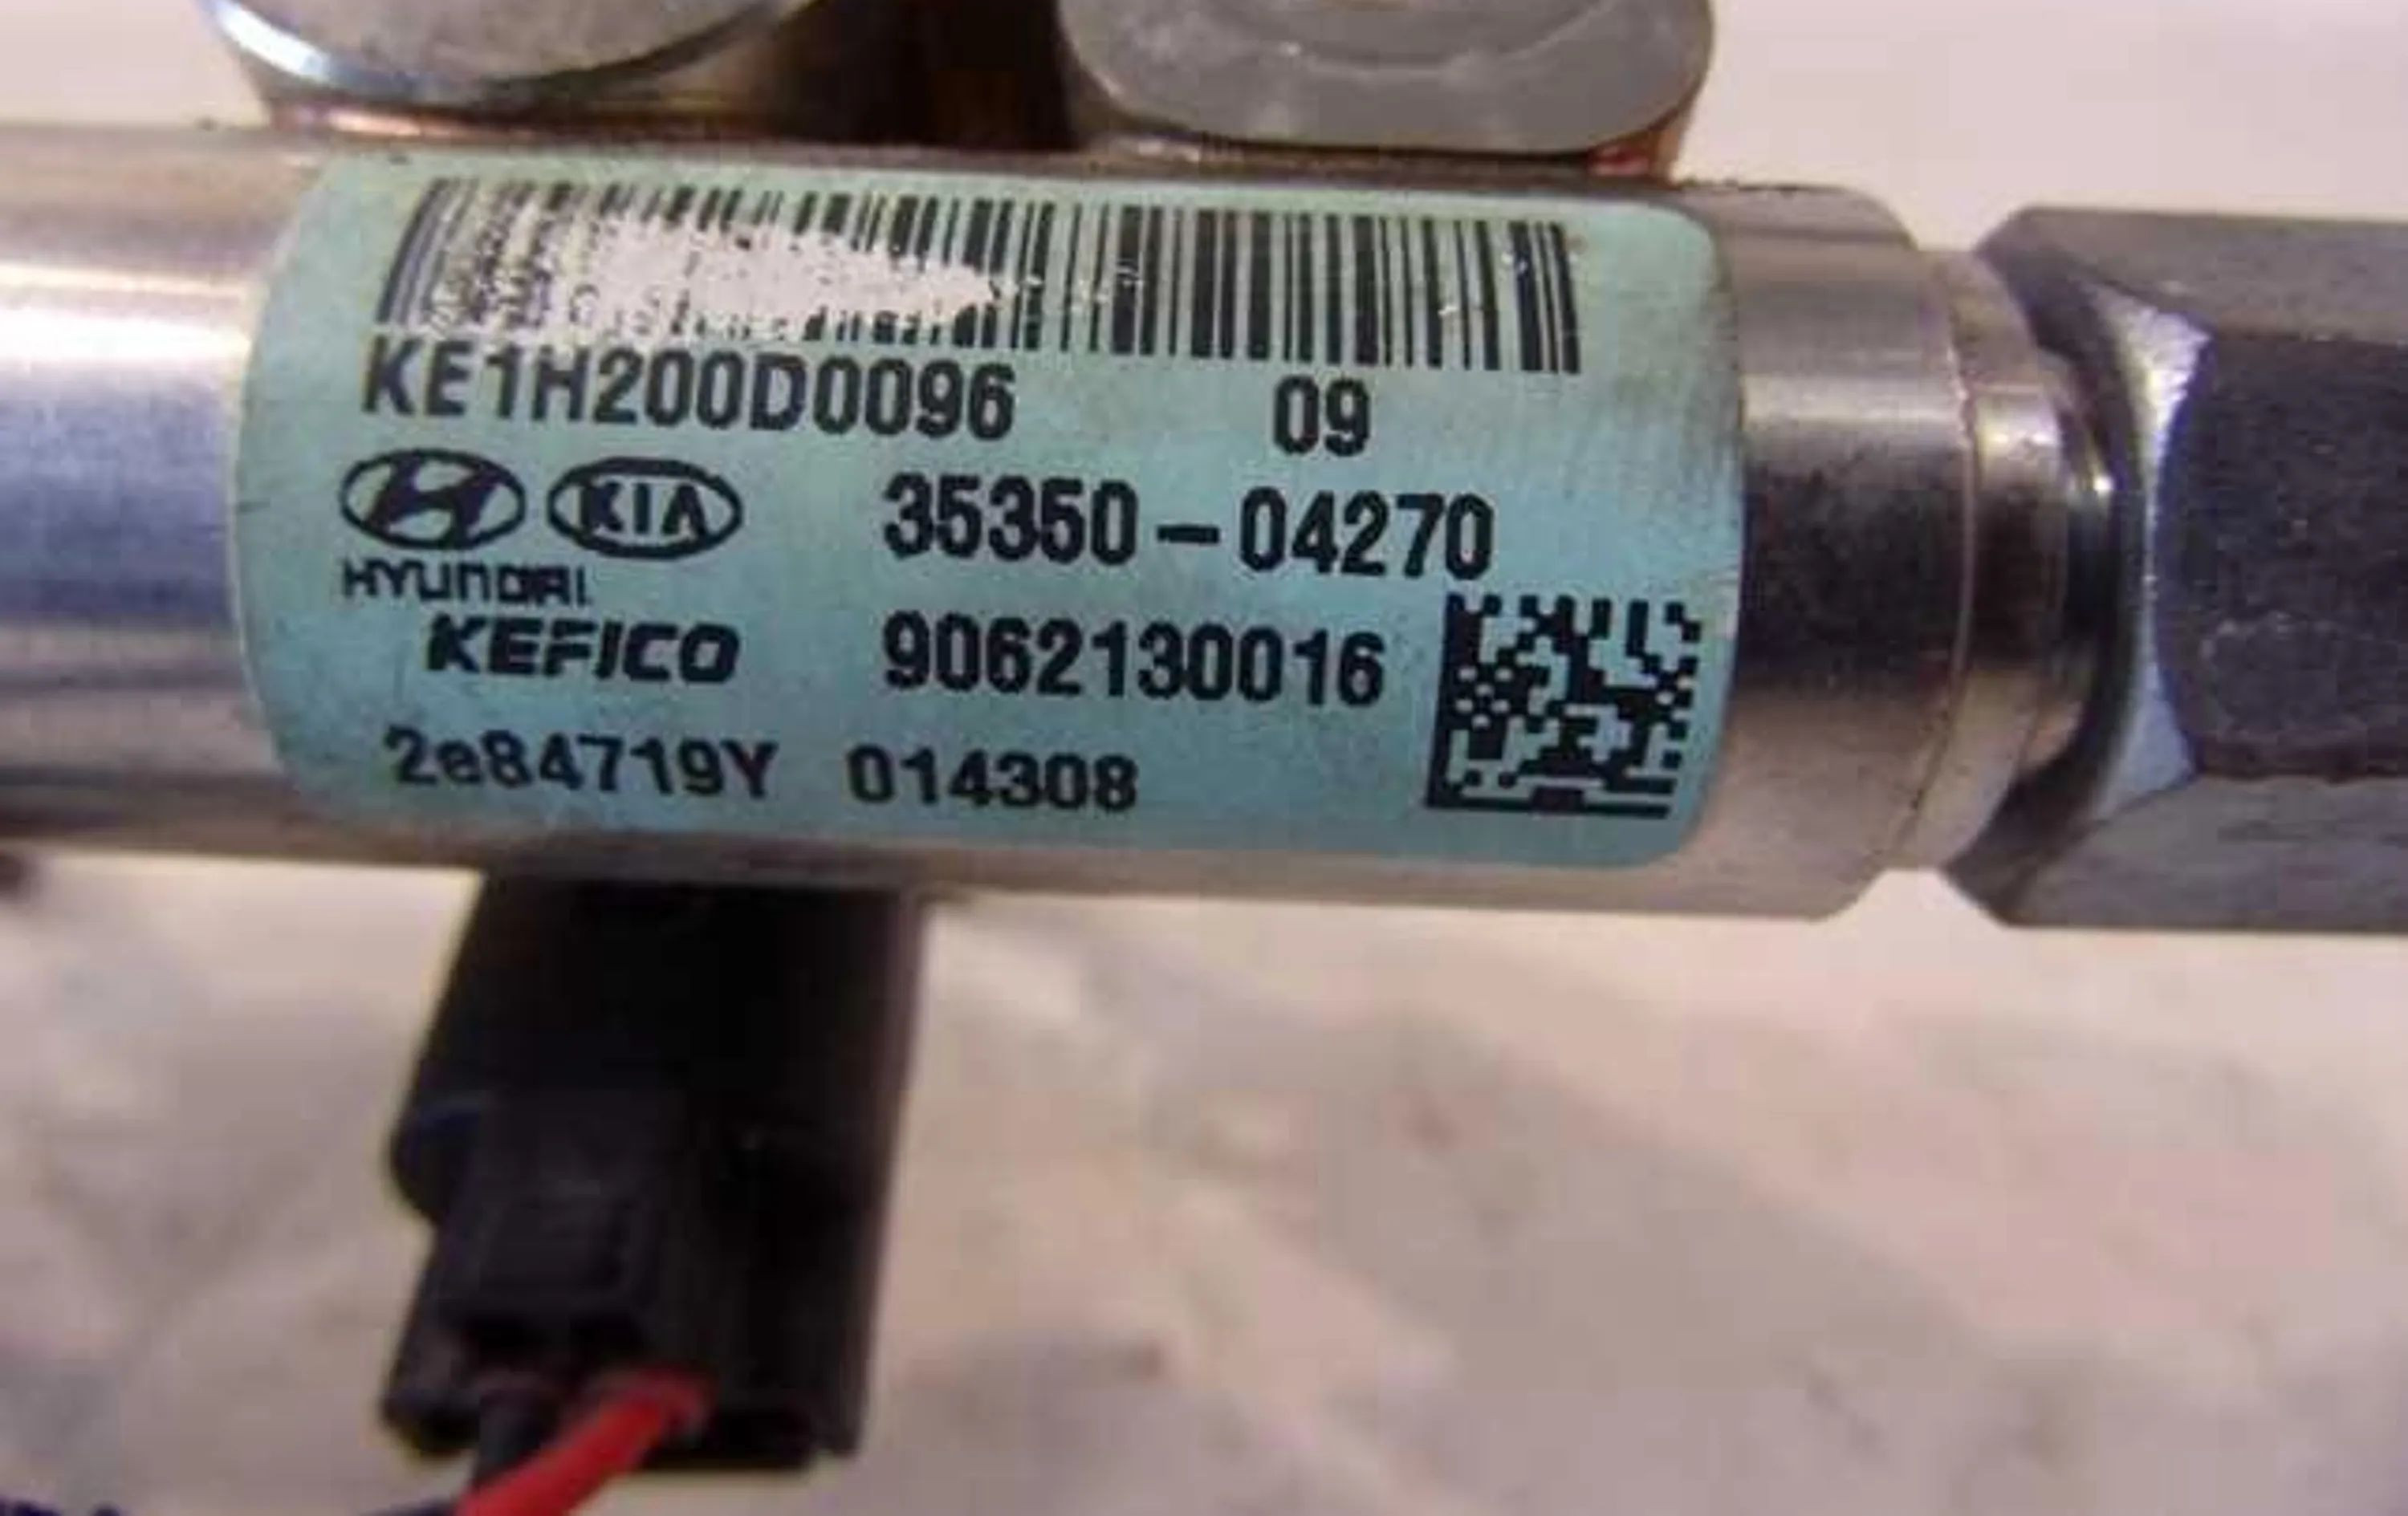 KE1H200D0096 09
KIA 35350-04270
HYUNDAI
KEFICO 9062130016
2e84719Y 014308